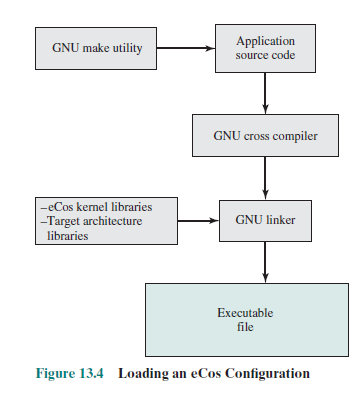 GNU make utility
Application
source code
GNU cross compiler
–eCos kernel libraries
–Target architecture
libraries
GNU linker
Executable
file
Figure 13.4 Loading an eCos Configuration